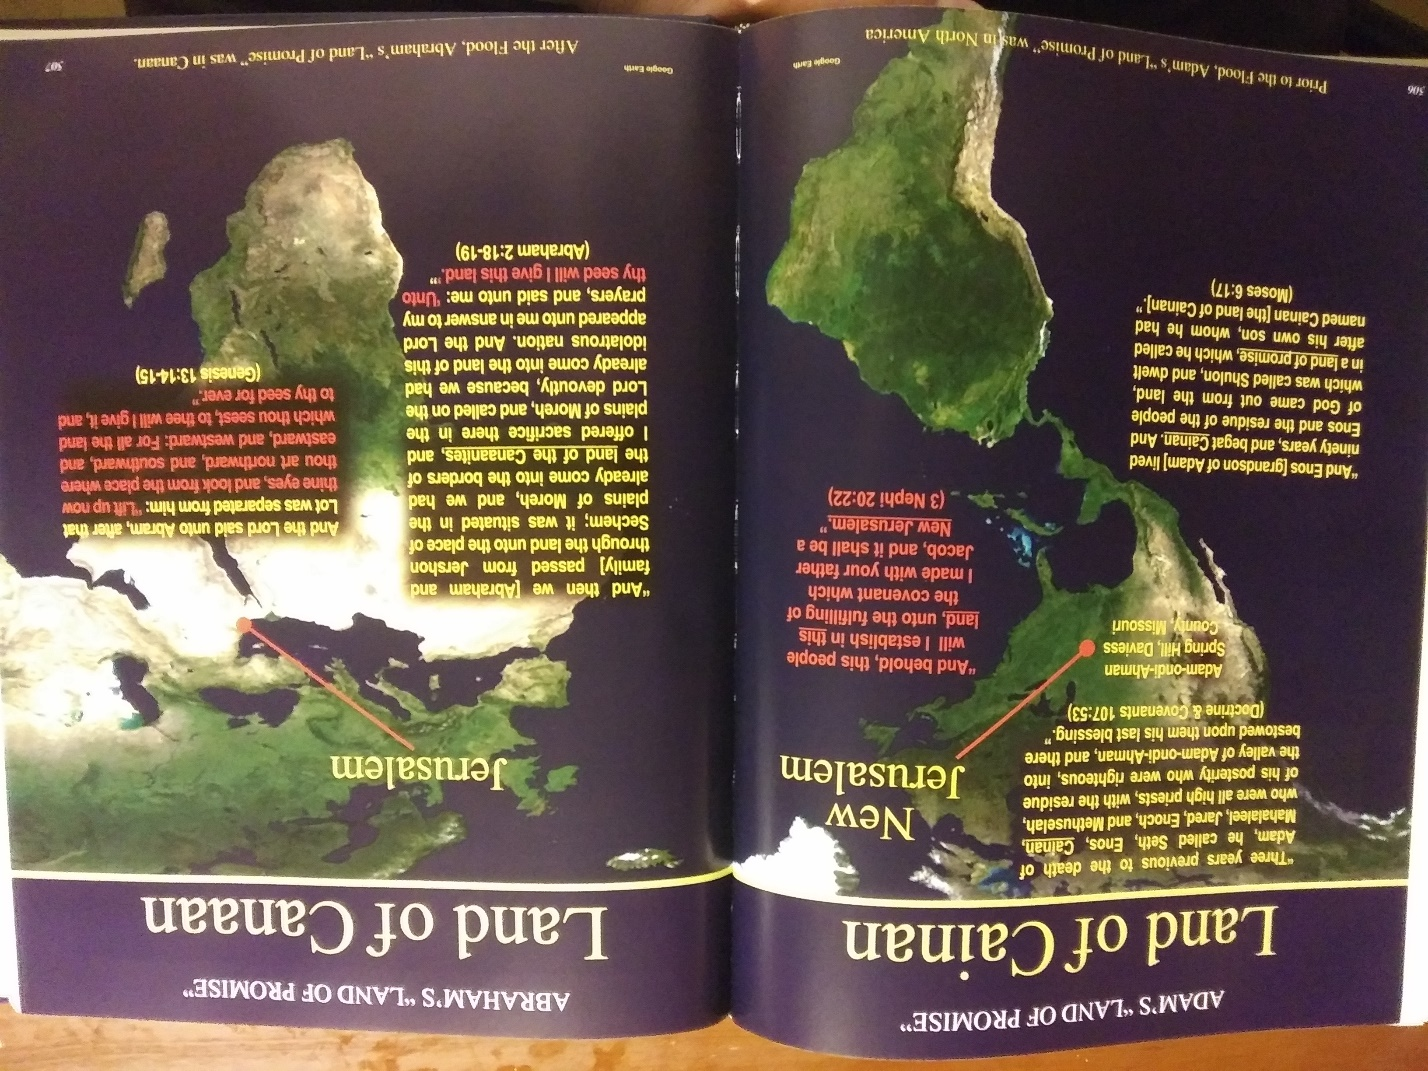 ADAM'S "LAND OF PROMISE"
Land of Cainan
"Three years previous to the death of
Adam, he called Seth, Enos, Cainan,
Mahalaleel, Jared, Enoch, and Methuselah,
who were all high priests, with the residue
of his posterity who were righteous, into
the valley of Adam-ondi-Ahman, and there
bestowed upon them his last blessing."
(Doctrine & Covenants 107:53)
New
Jerusalem
Adam-ondi-Ahman
Spring Hill, Daviess
County, Missouri
"And behold, this people
will I establish in this
land, unto the fulfilling of
the covenant which
I made with your father
Jacob, and it shall be a
New Jerusalem."
(3 Nephi 20:22)
"And Enos [grandson of Adam] lived
ninety years, and begat Cainan. And
Enos and the residue of the people
of God came out from the land,
which was called Shulon, and dwelt
in a land of promise, which he called
after his own son, whom he had
named Cainan [the land of Cainan]."
(Moses 6:17)
Google Earth
Prior to the Flood, Adam's "Land of Promise" was in North America
306
ABRAHAM'S "LAND OF PROMISE"
Land of Canaan
Jerusalem
"And then we [Abraham and
family] passed from Jershon
through the land unto the place of
Sechem; it was situated in the
plains of Moreh, and we had
already come into the borders of
the land of the Canaanites, and
I offered sacrifice there in the
plains of Moreh, and called on the
Lord devoutly, because we had
already come into the land of this
idolatrous nation. And the Lord
appeared unto me in answer to my
prayers, and said unto me: 'Unto
thy seed will I give this land.'"
(Abraham 2:18-19)
And the Lord said unto Abram, after that
Lot was separated from him: "Lift up now
thine eyes, and look from the place where
thou art northward, and southward, and
eastward, and westward: For all the land
which thou seest, to thee will I give it, and
to thy seed for ever."
(Genesis 13:14-15)
Google Earth
After the Flood, Abraham's "Land of Promise" was in Canaan.
307